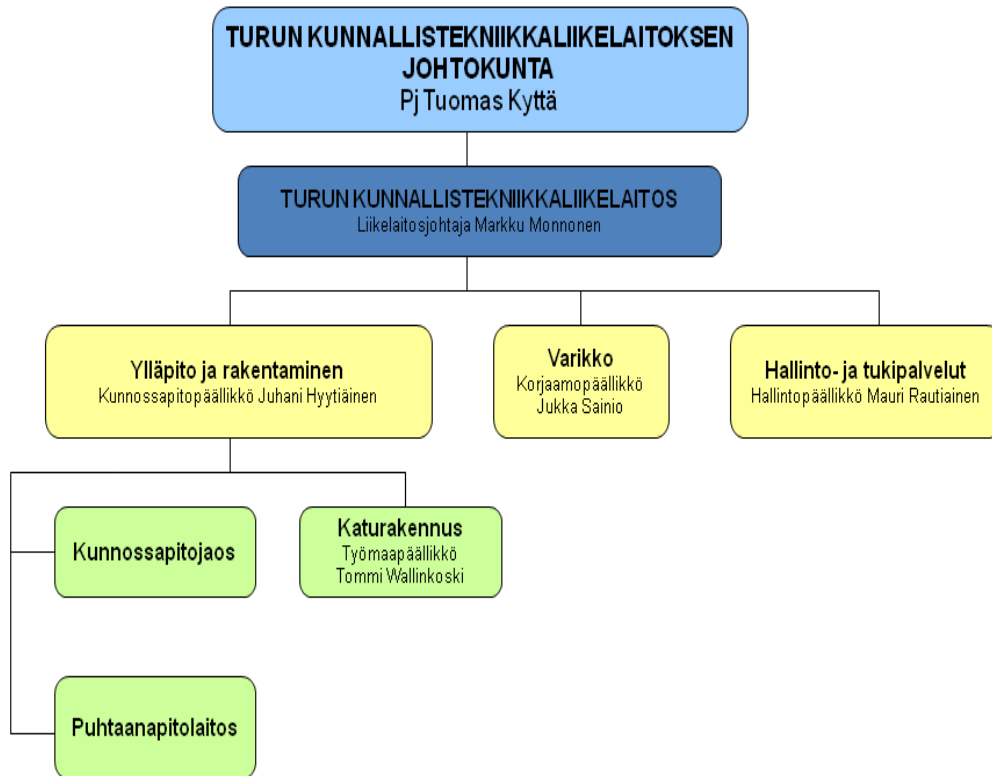 TURUN KUNNALLISTEKNIIKKALIIKELAITOKSEN
JOHTOKUNTA
Pj Tuomas Kyttä
TURUN KUNNALLISTEKNIIKKALIIKELAITOS
Liikelaitosjohtaja Markku Monnonen
Ylläpito ja rakentaminen
Kunnossapitopäällikkö Juhani Hyytiäinen
Varikko
Korjaamopäällikkö
Jukka Sainio
Hallinto- ja tukipalvelut
Hallintopäällikkö Mauri Rautiainen
Kunnossapitojaos
Katurakennus
Työmaapäällikkö
Tommi Wallinkoski
Puhtaanapitolaitos